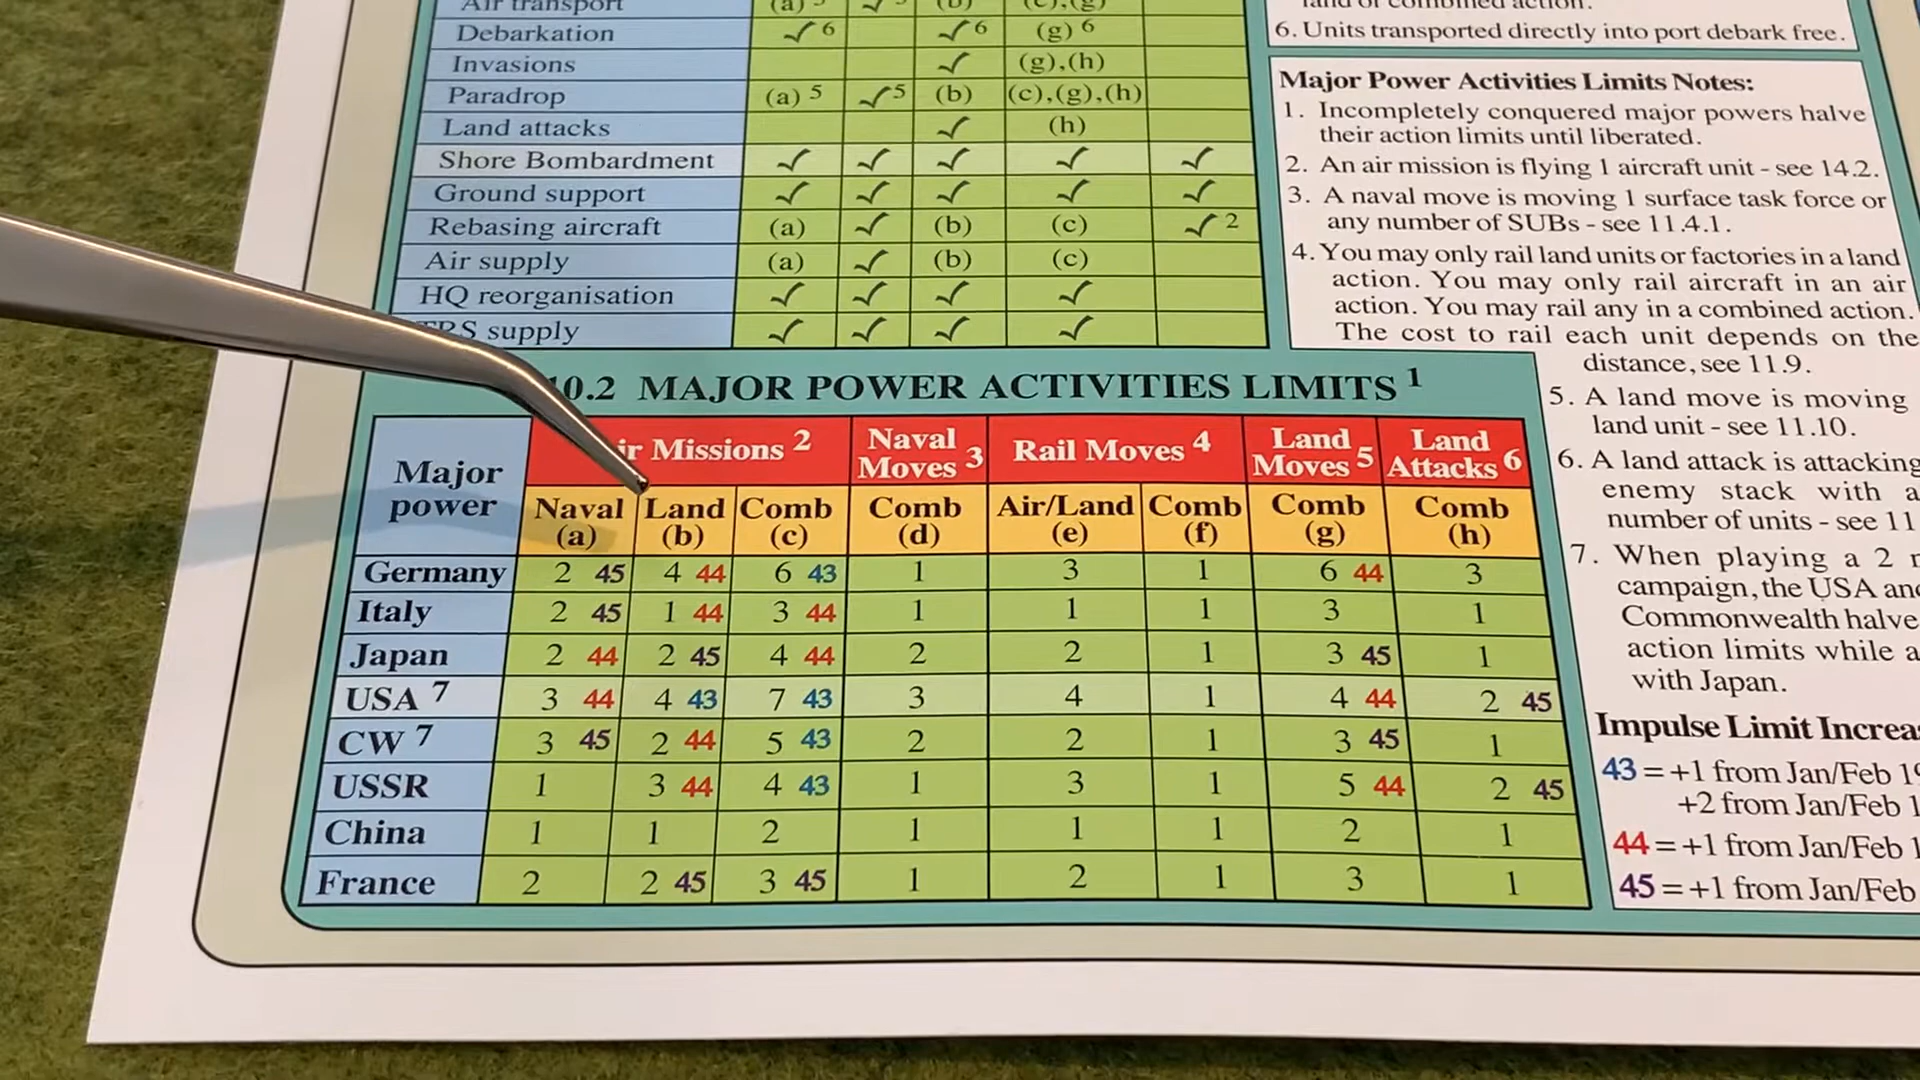 Air transport (a) 5 ✓ 5 (b) (c),(g)
land or combined action.
Debarkation ✓ 6 ✓ 6 (g) 6
6. Units transported directly into port debark free.
Invasions ✓ (g),(h)
Paradrop (a) 5 ✓ 5 (b) (c),(g),(h)
Land attacks ✓ (h)
Shore Bombardment ✓ ✓ ✓ ✓ ✓
Ground support ✓ ✓ ✓ ✓ ✓
Rebasing aircraft (a) ✓ (b) (c) ✓ 2
Air supply (a) ✓ (b) (c)
HQ reorganisation ✓ ✓ ✓ ✓
supply ✓ ✓ ✓ ✓
Major Power Activities Limits Notes:
1. Incompletely conquered major powers halve
their action limits until liberated.
2. An air mission is flying 1 aircraft unit - see 14.2.
3. A naval move is moving 1 surface task force or
any number of SUBs - see 11.4.1.
4. You may only rail land units or factories in a land
action. You may only rail aircraft in an air
action. You may rail any in a combined action.
The cost to rail each unit depends on the
distance, see 11.9.
5. A land move is moving
land unit - see 11.10.
6. A land attack is attacking
enemy stack with a
number of units - see 11
7. When playing a 2
campaign, the USA and
Commonwealth halve
action limits while a
with Japan.
Impulse Limit Increa
43 = +1 from Jan/Feb 19
+2 from Jan/Feb 1
44 = +1 from Jan/Feb 1
45 = +1 from Jan/Feb
0.2 MAJOR POWER ACTIVITIES LIMITS 1
Major power
ir Missions 2 Naval Moves 3 Rail Moves 4 Land Moves 5 Land Attacks 6
Naval (a) Land (b) Comb (c) Comb (d) Air/Land (e) Comb (f) Comb (g) Comb (h)
Germany 2 45 4 44 6 43 1 3 1 6 44 3
Italy 2 45 1 44 3 44 1 1 1 3 1
Japan 2 44 2 45 4 44 2 2 1 3 45 1
USA 7 3 44 4 43 7 43 3 4 1 4 44 2 45
CW 7 3 45 2 44 5 43 2 2 1 3 45 1
USSR 1 3 44 4 43 1 3 1 5 44 2 45
China 1 1 2 1 1 1 2 1
France 2 2 45 3 45 1 2 1 3 1